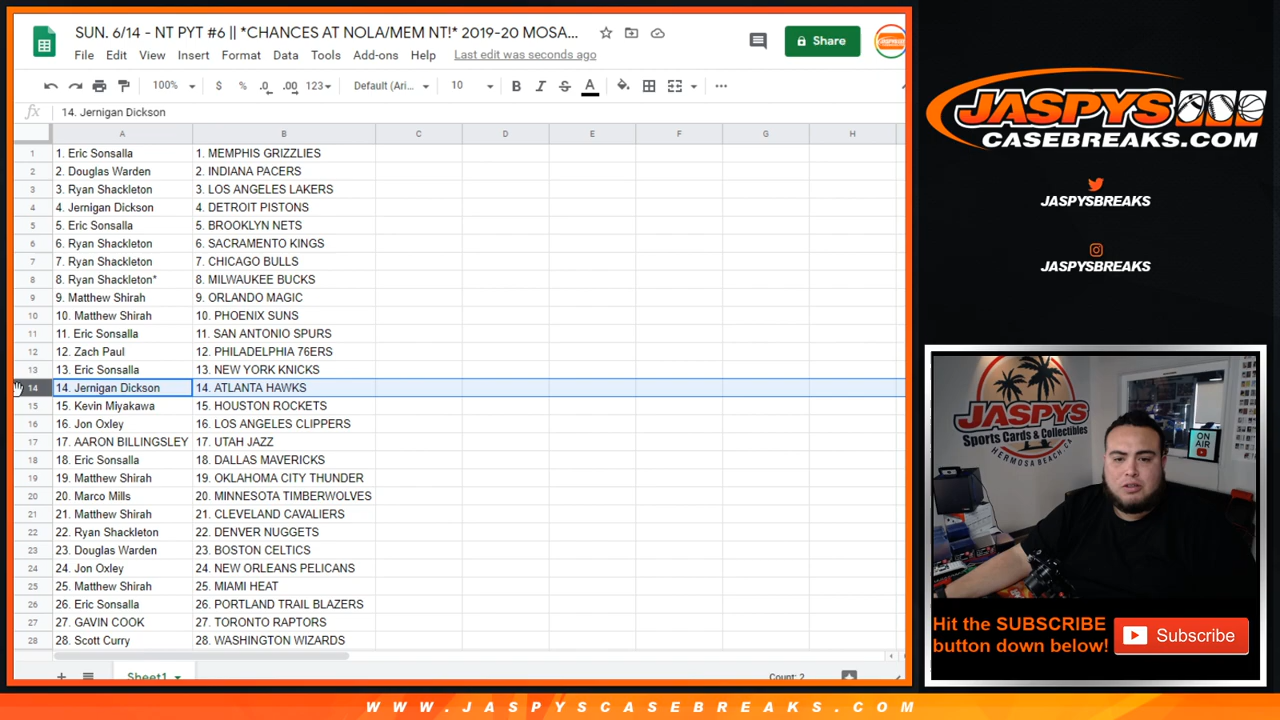 SUN. 6/14 - NT PYT #6 || *CHANCES AT NOLA/MEM NT!* 2019-20 MOSA...
File Edit View Insert Format Data Tools Add-ons Help Last edit was seconds ago
Share
100% $ % .0 .00 123 Default (Ari... 10 B I S A
fx 14. Jernigan Dickson
A B C D E F G H
1 1. Eric Sonsalla 1. MEMPHIS GRIZZLIES
2 2. Douglas Warden 2. INDIANA PACERS
3 3. Ryan Shackleton 3. LOS ANGELES LAKERS
4 4. Jernigan Dickson 4. DETROIT PISTONS
5 5. Eric Sonsalla 5. BROOKLYN NETS
6 6. Ryan Shackleton 6. SACRAMENTO KINGS
7 7. Ryan Shackleton 7. CHICAGO BULLS
8 8. Ryan Shackleton* 8. MILWAUKEE BUCKS
9 9. Matthew Shirah 9. ORLANDO MAGIC
10 10. Matthew Shirah 10. PHOENIX SUNS
11 11. Eric Sonsalla 11. SAN ANTONIO SPURS
12 12. Zach Paul 12. PHILADELPHIA 76ERS
13 13. Eric Sonsalla 13. NEW YORK KNICKS
14 14. Jernigan Dickson 14. ATLANTA HAWKS
15 15. Kevin Miyakawa 15. HOUSTON ROCKETS
16 16. Jon Oxley 16. LOS ANGELES CLIPPERS
17 17. AARON BILLINGSLEY 17. UTAH JAZZ
18 18. Eric Sonsalla 18. DALLAS MAVERICKS
19 19. Matthew Shirah 19. OKLAHOMA CITY THUNDER
20 20. Marco Mills 20. MINNESOTA TIMBERWOLVES
21 21. Matthew Shirah 21. CLEVELAND CAVALIERS
22 22. Ryan Shackleton 22. DENVER NUGGETS
23 23. Douglas Warden 23. BOSTON CELTICS
24 24. Jon Oxley 24. NEW ORLEANS PELICANS
25 25. Matthew Shirah 25. MIAMI HEAT
26 26. Eric Sonsalla 26. PORTLAND TRAIL BLAZERS
27 27. GAVIN COOK 27. TORONTO RAPTORS
28 28. Scott Curry 28. WASHINGTON WIZARDS
Sheet1 Count: 2
JASPYS
CASEBREAKS.COM
JASPYSBREAKS
JASPYSBREAKS
JASPYS
Sports Cards & Collectibles
HERMOSA BEACH, CA
ON AIR
Hit the SUBSCRIBE
button down below!
Subscribe
WWW.JASPYSCASEBREAKS.COM